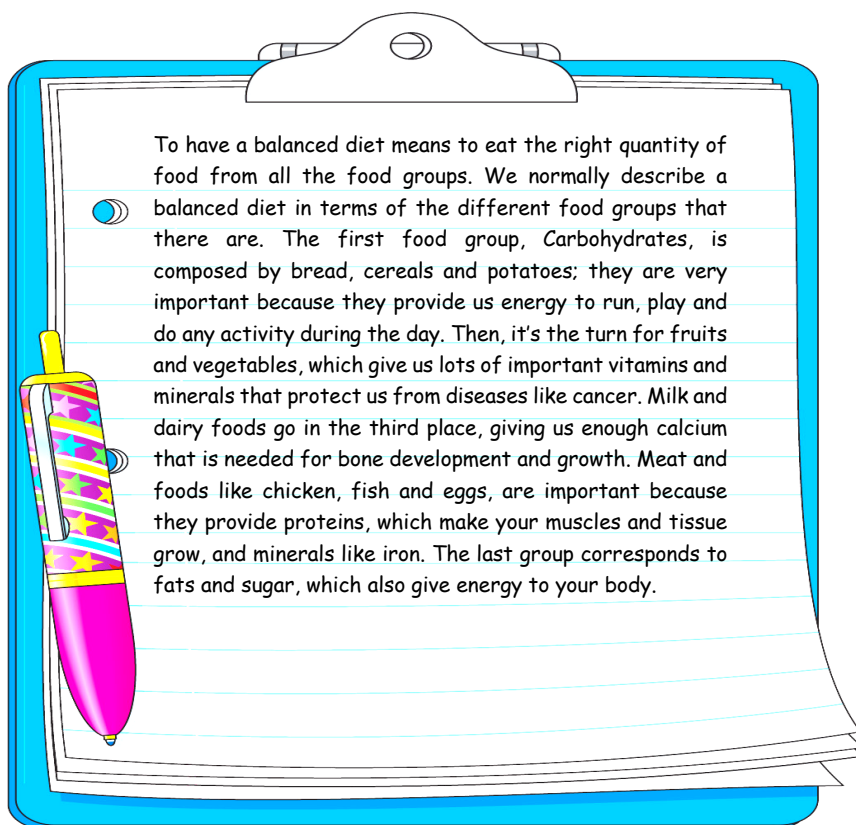 To have a balanced diet means to eat the right quantity of
food from all the food groups. We normally describe a
balanced diet in terms of the different food groups that
there are. The first food group, Carbohydrates, is
composed by bread, cereals and potatoes; they are very
important because they provide us energy to run, play and
do any activity during the day. Then, it's the turn for fruits
and vegetables, which give us lots of important vitamins and
minerals that protect us from diseases like cancer. Milk and
dairy foods go in the third place, giving us enough calcium
that is needed for bone development and growth. Meat and
foods like chicken, fish and eggs, are important because
they provide proteins, which make your muscles and tissue
grow, and minerals like iron. The last group corresponds to
fats and sugar, which also give energy to your body.